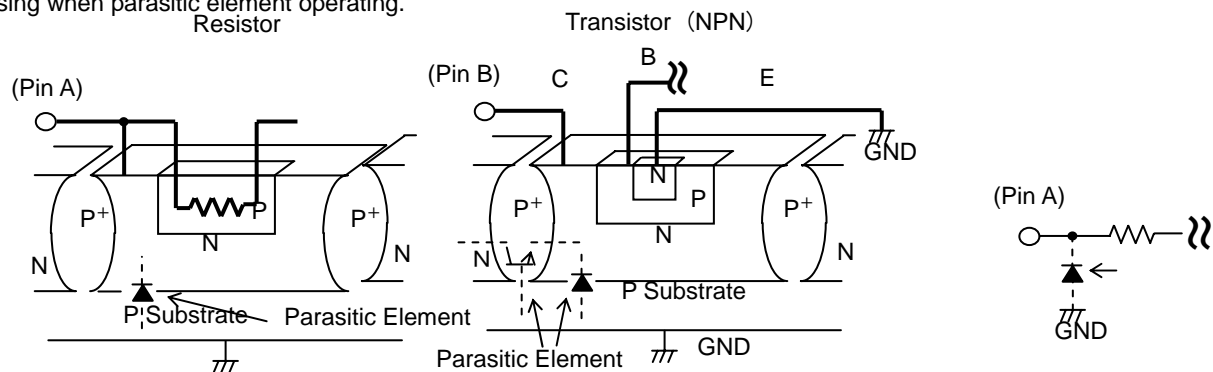 sing when parasitic element operating.
Resistor
Transistor（NPN）
(Pin A)
P+
P
N
N
N
P Substrate
Parasitic Element
(Pin B)
C
B
E
GND
N
P
P+
P+
N
N
N
P Substrate
Parasitic Element
GND
(Pin A)
GND
P+